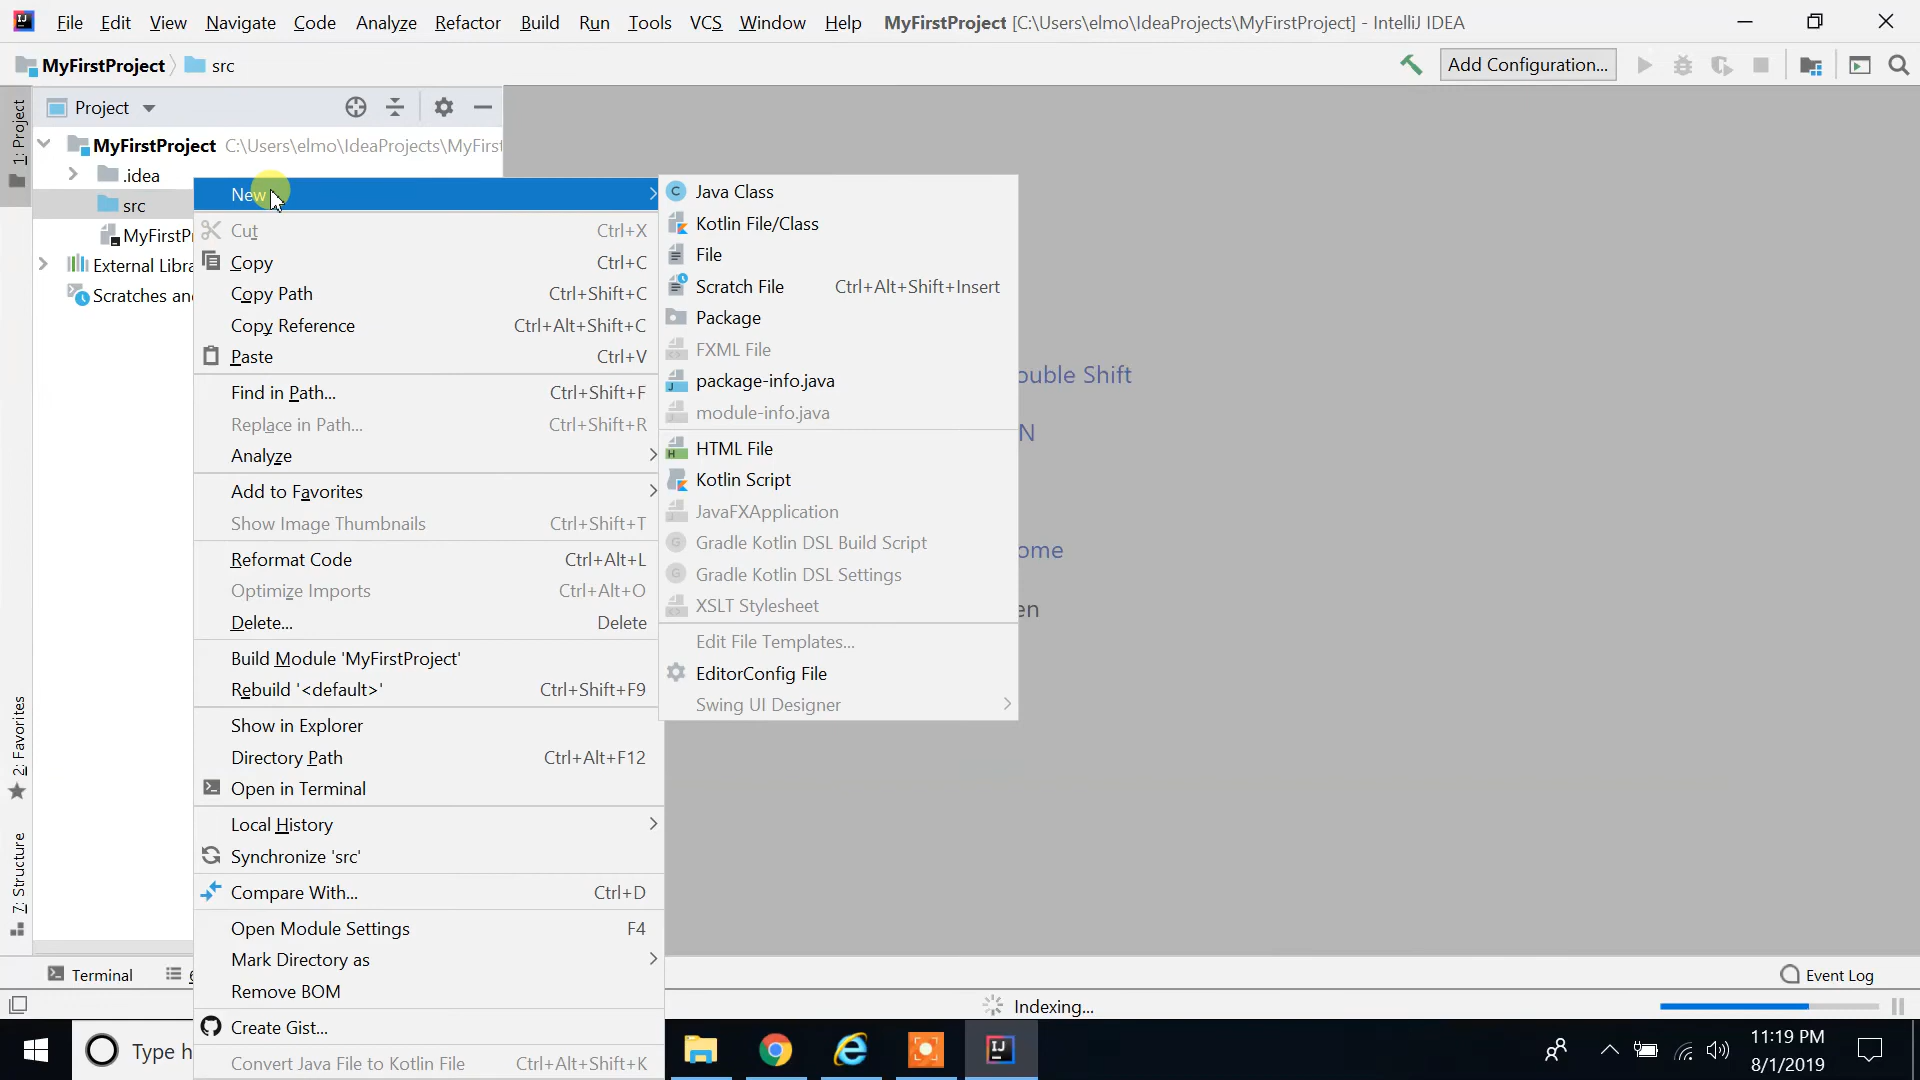 File Edit View Navigate Code Analyze Refactor Build Run Tools VCS Window Help MyFirstProject [C:\Users\elmo\IdeaProjects\MyFirstProject] - IntelliJ IDEA
MyFirstProject src Add Configuration...
1: Project
Project
MyFirstProject C:\Users\elmo\IdeaProjects\MyFirst
.idea
src
MyFirstP
External Libra
Scratches an
New
Cut Ctrl+X
Copy Ctrl+C
Copy Path Ctrl+Shift+C
Copy Reference Ctrl+Alt+Shift+C
Paste Ctrl+V
Find in Path... Ctrl+Shift+F
Replace in Path... Ctrl+Shift+R
Analyze
Add to Favorites
Show Image Thumbnails Ctrl+Shift+T
Reformat Code Ctrl+Alt+L
Optimize Imports Ctrl+Alt+O
Delete... Delete
Build Module 'MyFirstProject'
Rebuild '<default>' Ctrl+Shift+F9
Show in Explorer
Directory Path Ctrl+Alt+F12
Open in Terminal
Local History
Synchronize 'src'
Compare With... Ctrl+D
Open Module Settings F4
Mark Directory as
Remove BOM
Create Gist...
Convert Java File to Kotlin File Ctrl+Alt+Shift+K
Java Class
Kotlin File/Class
File
Scratch File Ctrl+Alt+Shift+Insert
Package
FXML File
package-info.java
module-info.java
HTML File
Kotlin Script
JavaFXApplication
Gradle Kotlin DSL Build Script
Gradle Kotlin DSL Settings
XSLT Stylesheet
Edit File Templates...
EditorConfig File
Swing UI Designer
ouble Shift
N
ome
en
2: Favorites
7: Structure
Terminal 6 Event Log
Indexing...
Type h
11:19 PM
8/1/2019